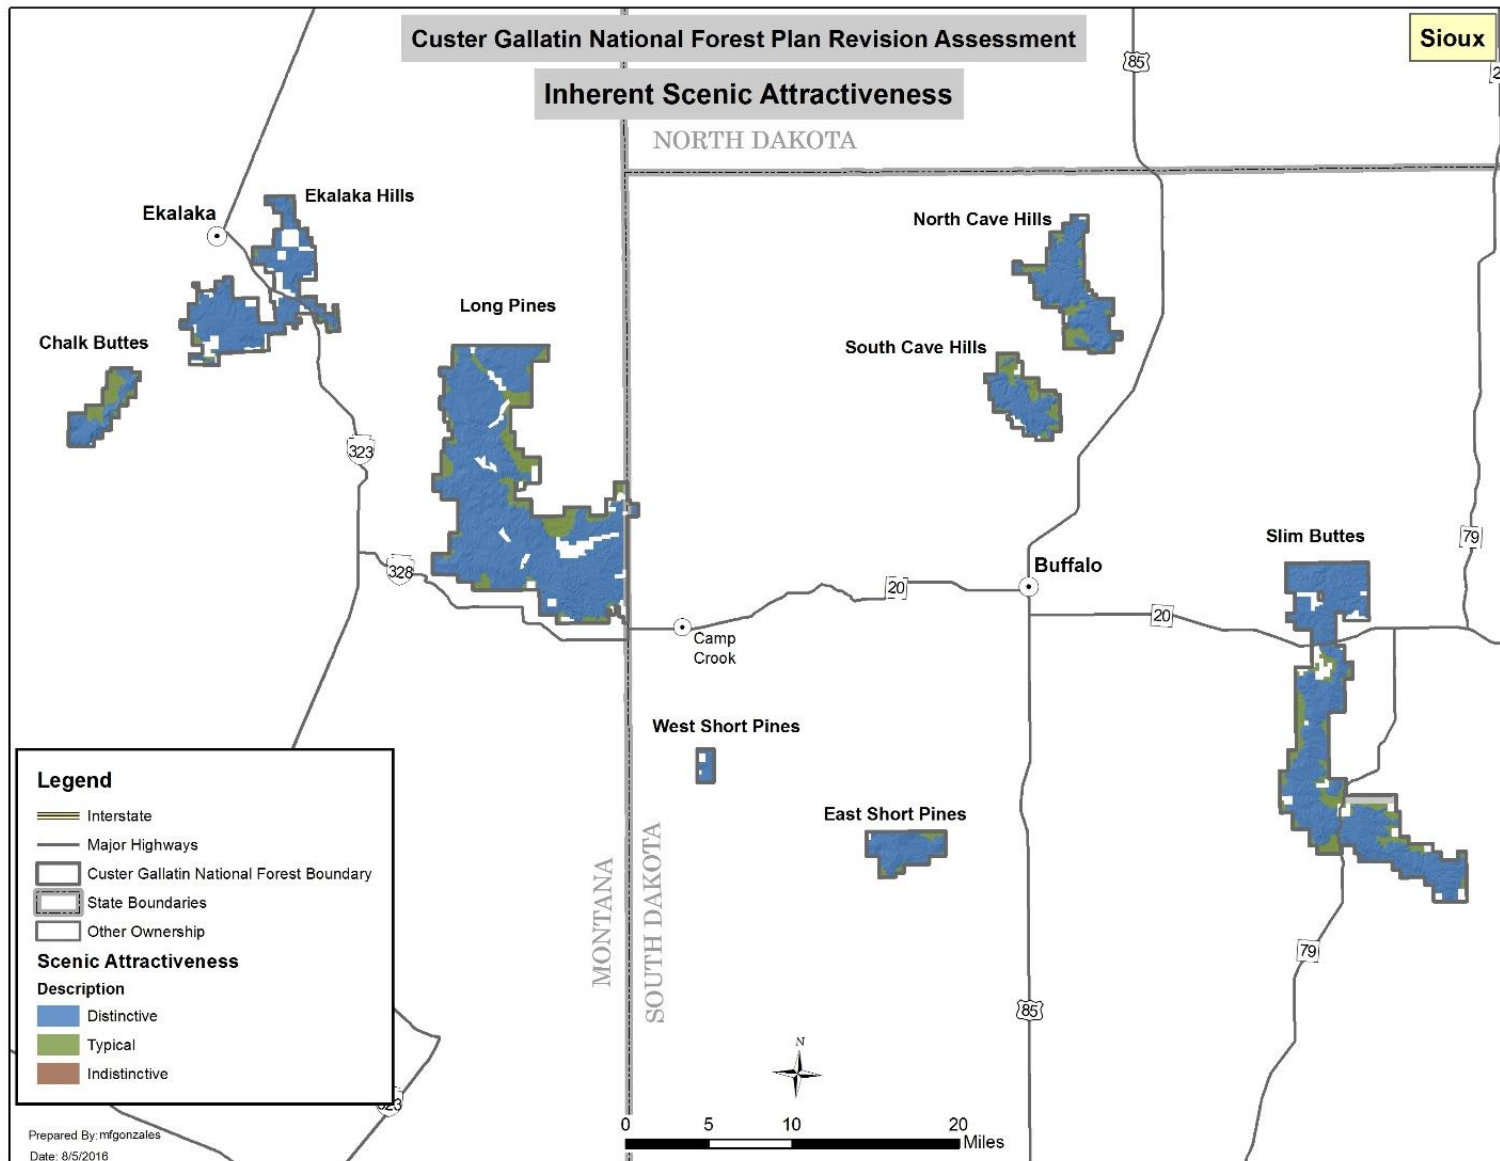 Custer Gallatin National Forest Plan Revision Assessment
Sioux
85
2
Inherent Scenic Attractiveness
NORTH DAKOTA
Ekalaka Hills
Ekalaka
North Cave Hills
Long Pines
Chalk Buttes
South Cave Hills
323
Slim Buttes
79
328
Buffalo
20
20
Camp
Crook
West Short Pines
East Short Pines
MONTANA
SOUTH DAKOTA
79
85
Legend
Interstate
Major Highways
Custer Gallatin National Forest Boundary
State Boundaries
Other Ownership
Scenic Attractiveness
Description
Distinctive
Typical
Indistinctive
N
0 5 10 20
Miles
Prepared By: mfgonzales
Date: 8/5/2016